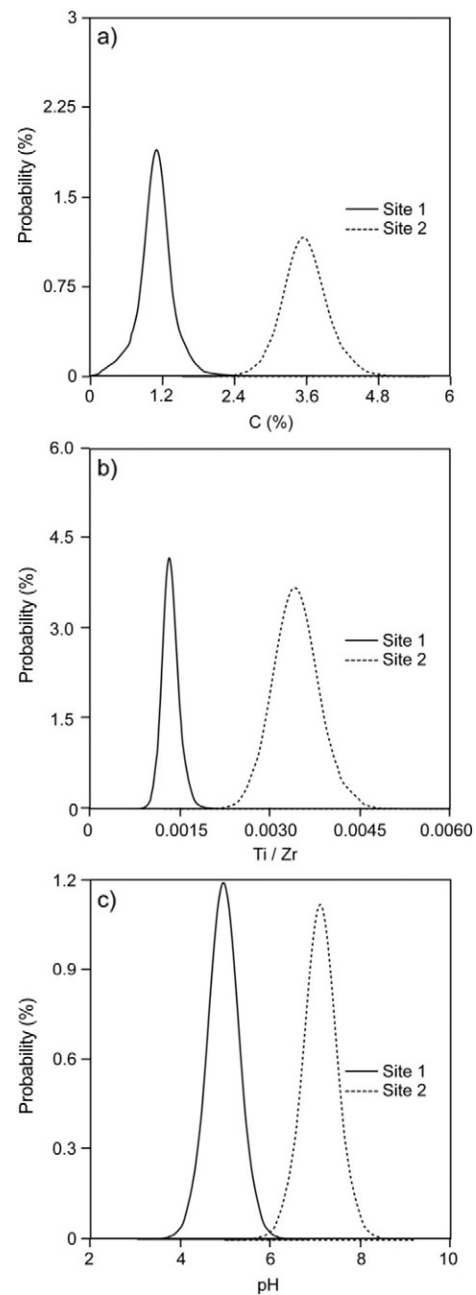 a)
3
2.25
1.5
0.75
0
Probability (%)
Site 1
Site 2
0 1.2 2.4 3.6 4.8 6
C (%)
b)
6.0
4.5
3.0
1.5
0
Probability (%)
Site 1
Site 2
0 0.0015 0.0030 0.0045 0.0060
Ti / Zr
c)
1.2
0.9
0.6
0.3
0
Probability (%)
Site 1
Site 2
2 4 6 8 10
pH